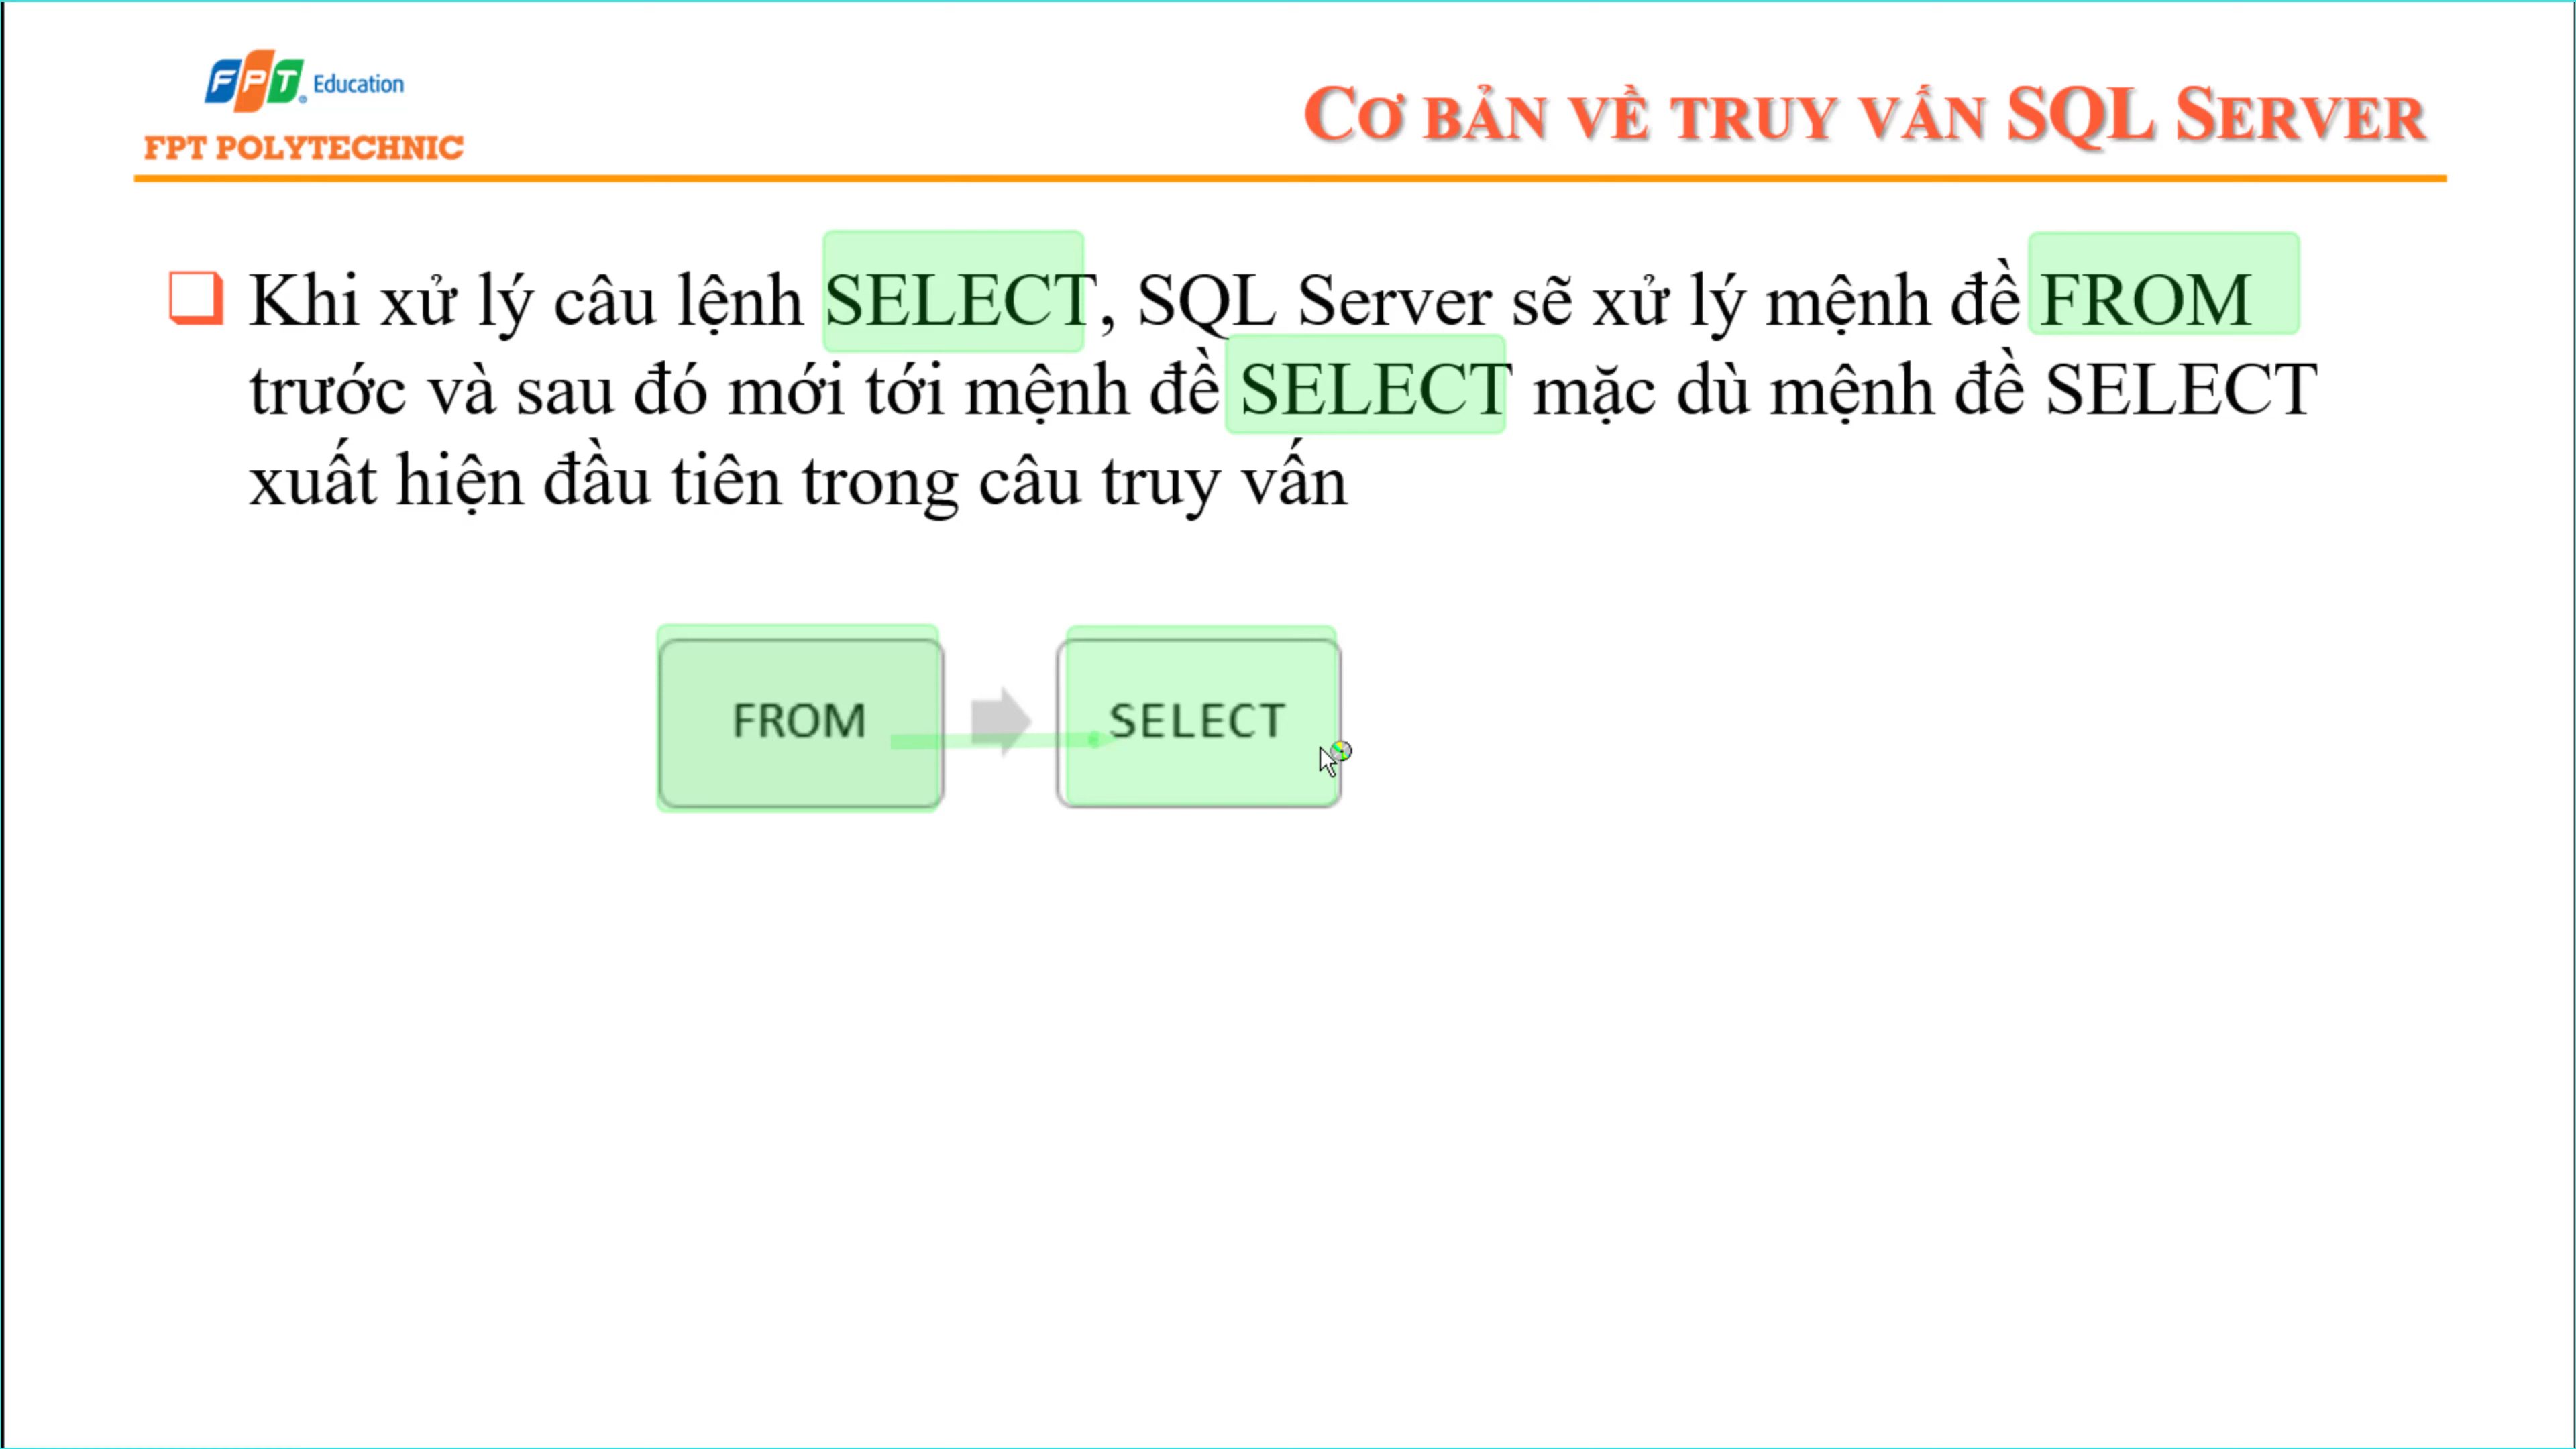 FPT Education
FPT POLYTECHNIC
CƠ BẢN VỀ TRUY VẤN SQL SERVER
Khi xử lý câu lệnh SELECT, SQL Server sẽ xử lý mệnh đề FROM
trước và sau đó mới tới mệnh đề SELECT mặc dù mệnh đề SELECT
xuất hiện đầu tiên trong câu truy vấn
FROM
SELECT